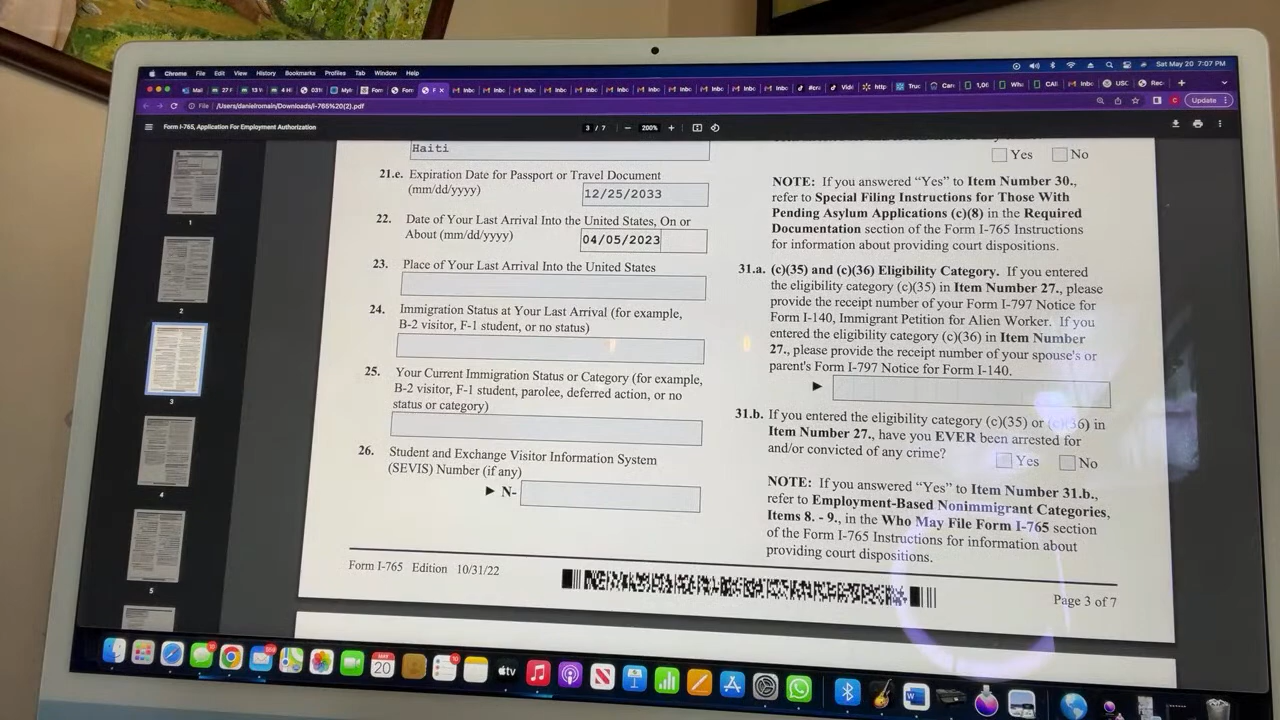 Chrome File Edit View History Bookmarks Profiles Tab Window Help
Sat May 20 7:07 PM
File /Users/danielromain/Downloads/i-765%20(2).pdf
Update
Form I-765, Application For Employment Authorization
3 / 7 − 200% +
1
2
3
4
5
Haiti
21.e. Expiration Date for Passport or Travel Document
(mm/dd/yyyy) 12/25/2033
22. Date of Your Last Arrival Into the United States, On or
About (mm/dd/yyyy) 04/05/2023
23. Place of Your Last Arrival Into the United States
24. Immigration Status at Your Last Arrival (for example,
B-2 visitor, F-1 student, or no status)
25. Your Current Immigration Status or Category (for example,
B-2 visitor, F-1 student, parolee, deferred action, or no
status or category)
26. Student and Exchange Visitor Information System
(SEVIS) Number (if any)
► N-
Yes No
NOTE: If you answered “Yes” to Item Number 30.,
refer to Special Filing Instructions for Those With
Pending Asylum Applications (c)(8) in the Required
Documentation section of the Form I-765 Instructions
for information about providing court dispositions.
31.a. (c)(35) and (c)(36) Eligibility Category. If you entered
the eligibility category (c)(35) in Item Number 27., please
provide the receipt number of your Form I-797 Notice for
Form I-140, Immigrant Petition for Alien Worker. If you
entered the eligibility category (c)(36) in Item Number
27., please provide the receipt number of your spouse's or
parent's Form I-797 Notice for Form I-140.
►
31.b. If you entered the eligibility category (c)(35) or (c)(36) in
Item Number 27., have you EVER been arrested for
and/or convicted of any crime? Yes No
NOTE: If you answered “Yes” to Item Number 31.b.,
refer to Employment-Based Nonimmigrant Categories,
Items 8. - 9., in the Who May File Form I-765 section
of the Form I-765 Instructions for information about
providing court dispositions.
Form I-765 Edition 10/31/22
Page 3 of 7
MAY
20
tv